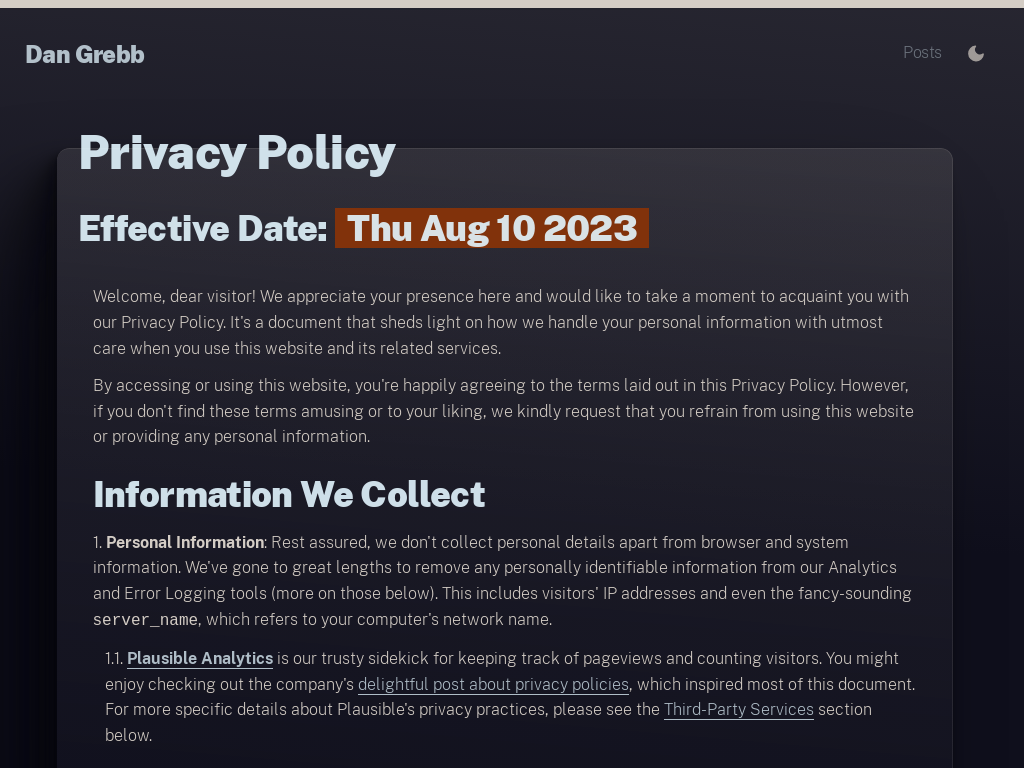 Dan Grebb
Posts
Privacy Policy
Effective Date: Thu Aug 10 2023
Welcome, dear visitor! We appreciate your presence here and would like to take a moment to acquaint you with
our Privacy Policy. It's a document that sheds light on how we handle your personal information with utmost
care when you use this website and its related services.
By accessing or using this website, you're happily agreeing to the terms laid out in this Privacy Policy. However,
if you don't find these terms amusing or to your liking, we kindly request that you refrain from using this website
or providing any personal information.
Information We Collect
1. Personal Information: Rest assured, we don't collect personal details apart from browser and system
information. We've gone to great lengths to remove any personally identifiable information from our Analytics
and Error Logging tools (more on those below). This includes visitors' IP addresses and even the fancy-sounding
server_name, which refers to your computer's network name.
1.1. Plausible Analytics is our trusty sidekick for keeping track of pageviews and counting visitors. You might
enjoy checking out the company's delightful post about privacy policies, which inspired most of this document.
For more specific details about Plausible's privacy practices, please see the Third-Party Services section
below.